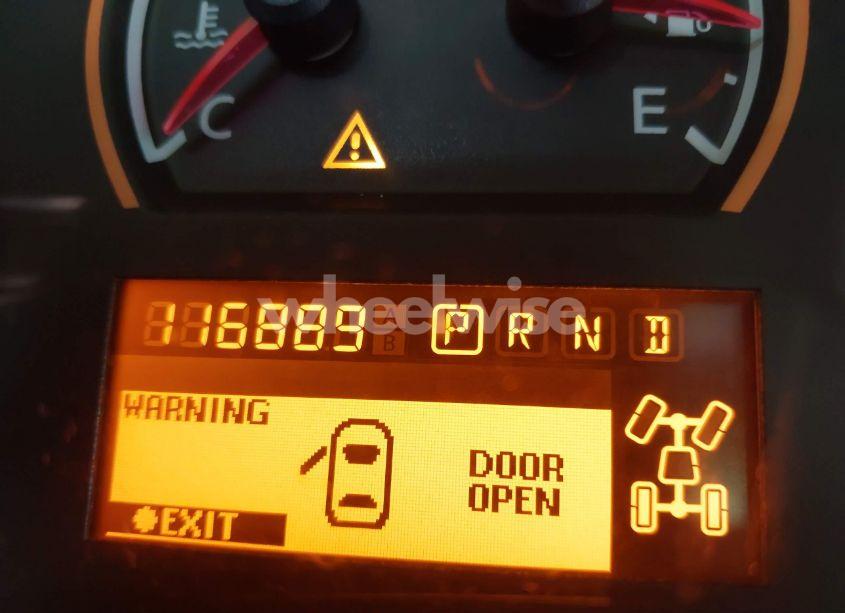 C
E
116889
A
B
P R N D
wheelwise
WARNING
DOOR
OPEN
EXIT